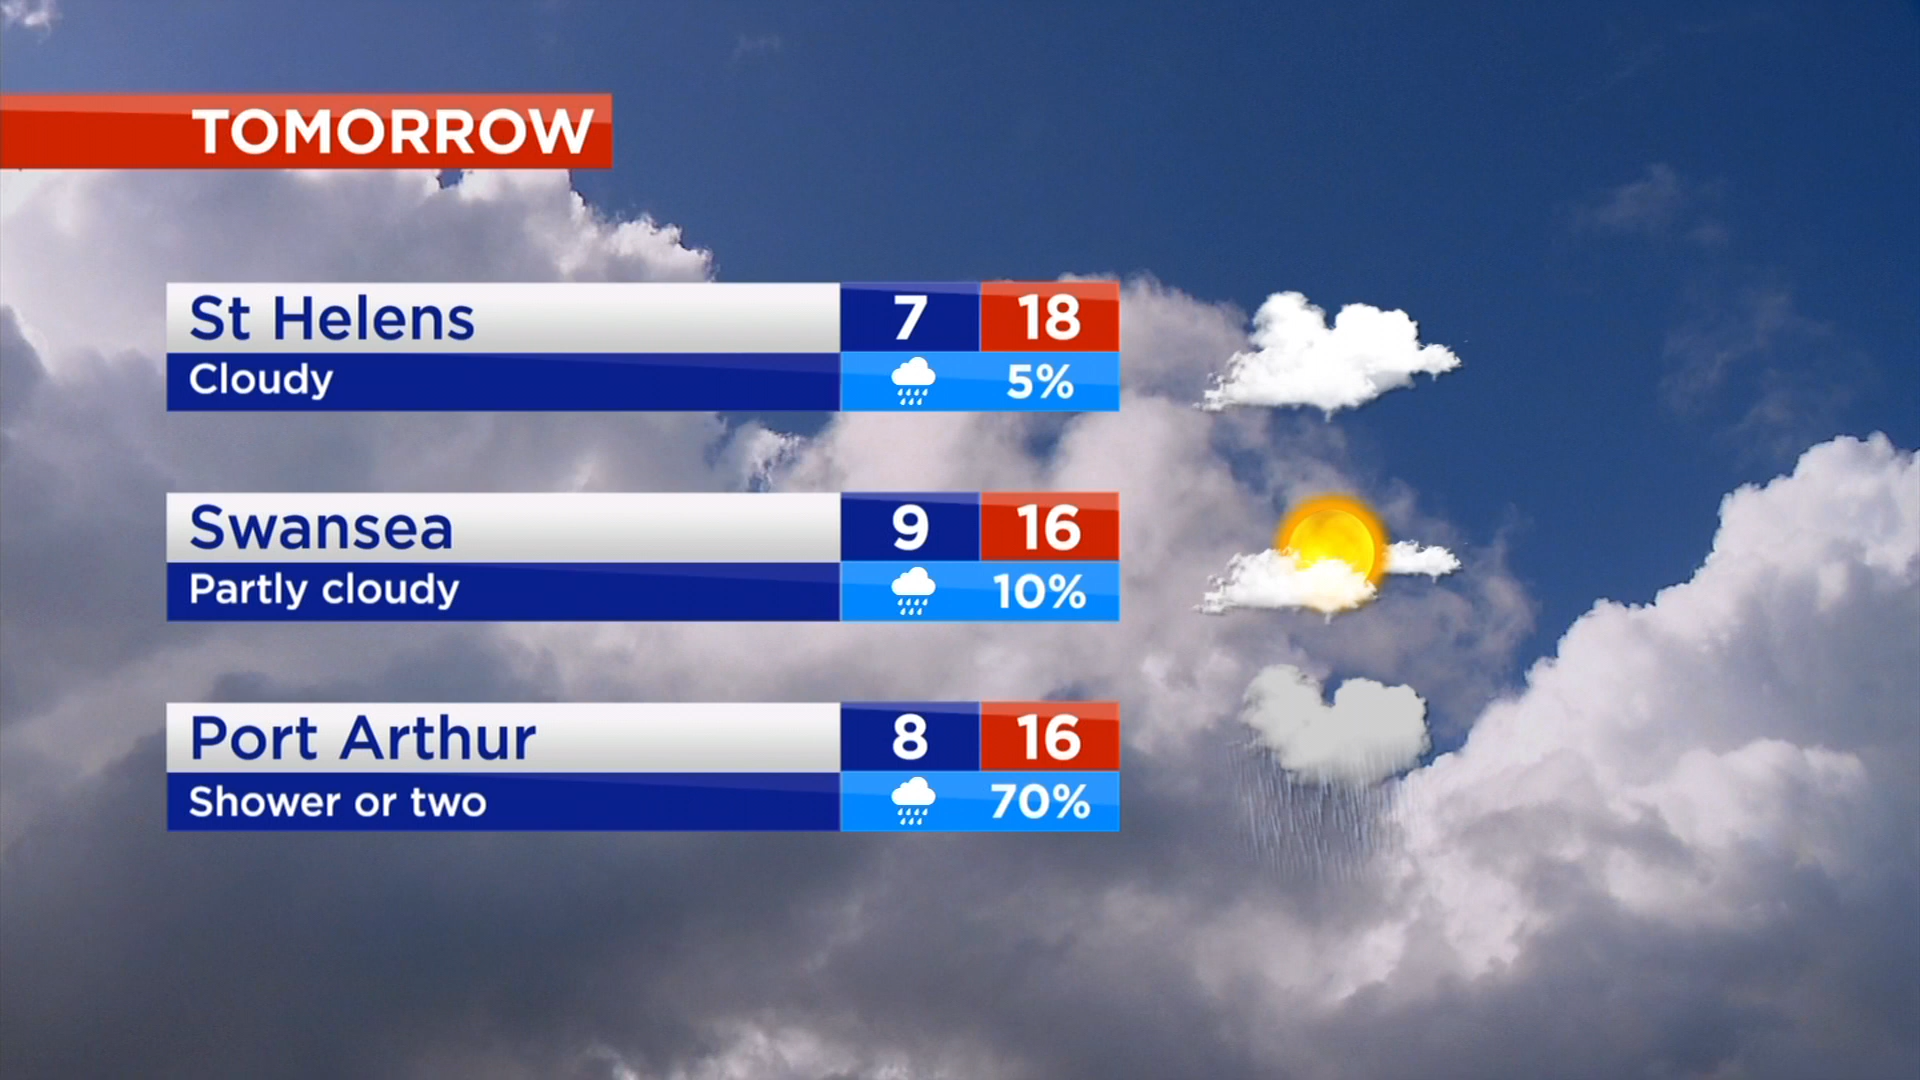 TOMORROW
St Helens 7 18
Cloudy 5%
Swansea 9 16
Partly cloudy 10%
Port Arthur 8 16
Shower or two 70%